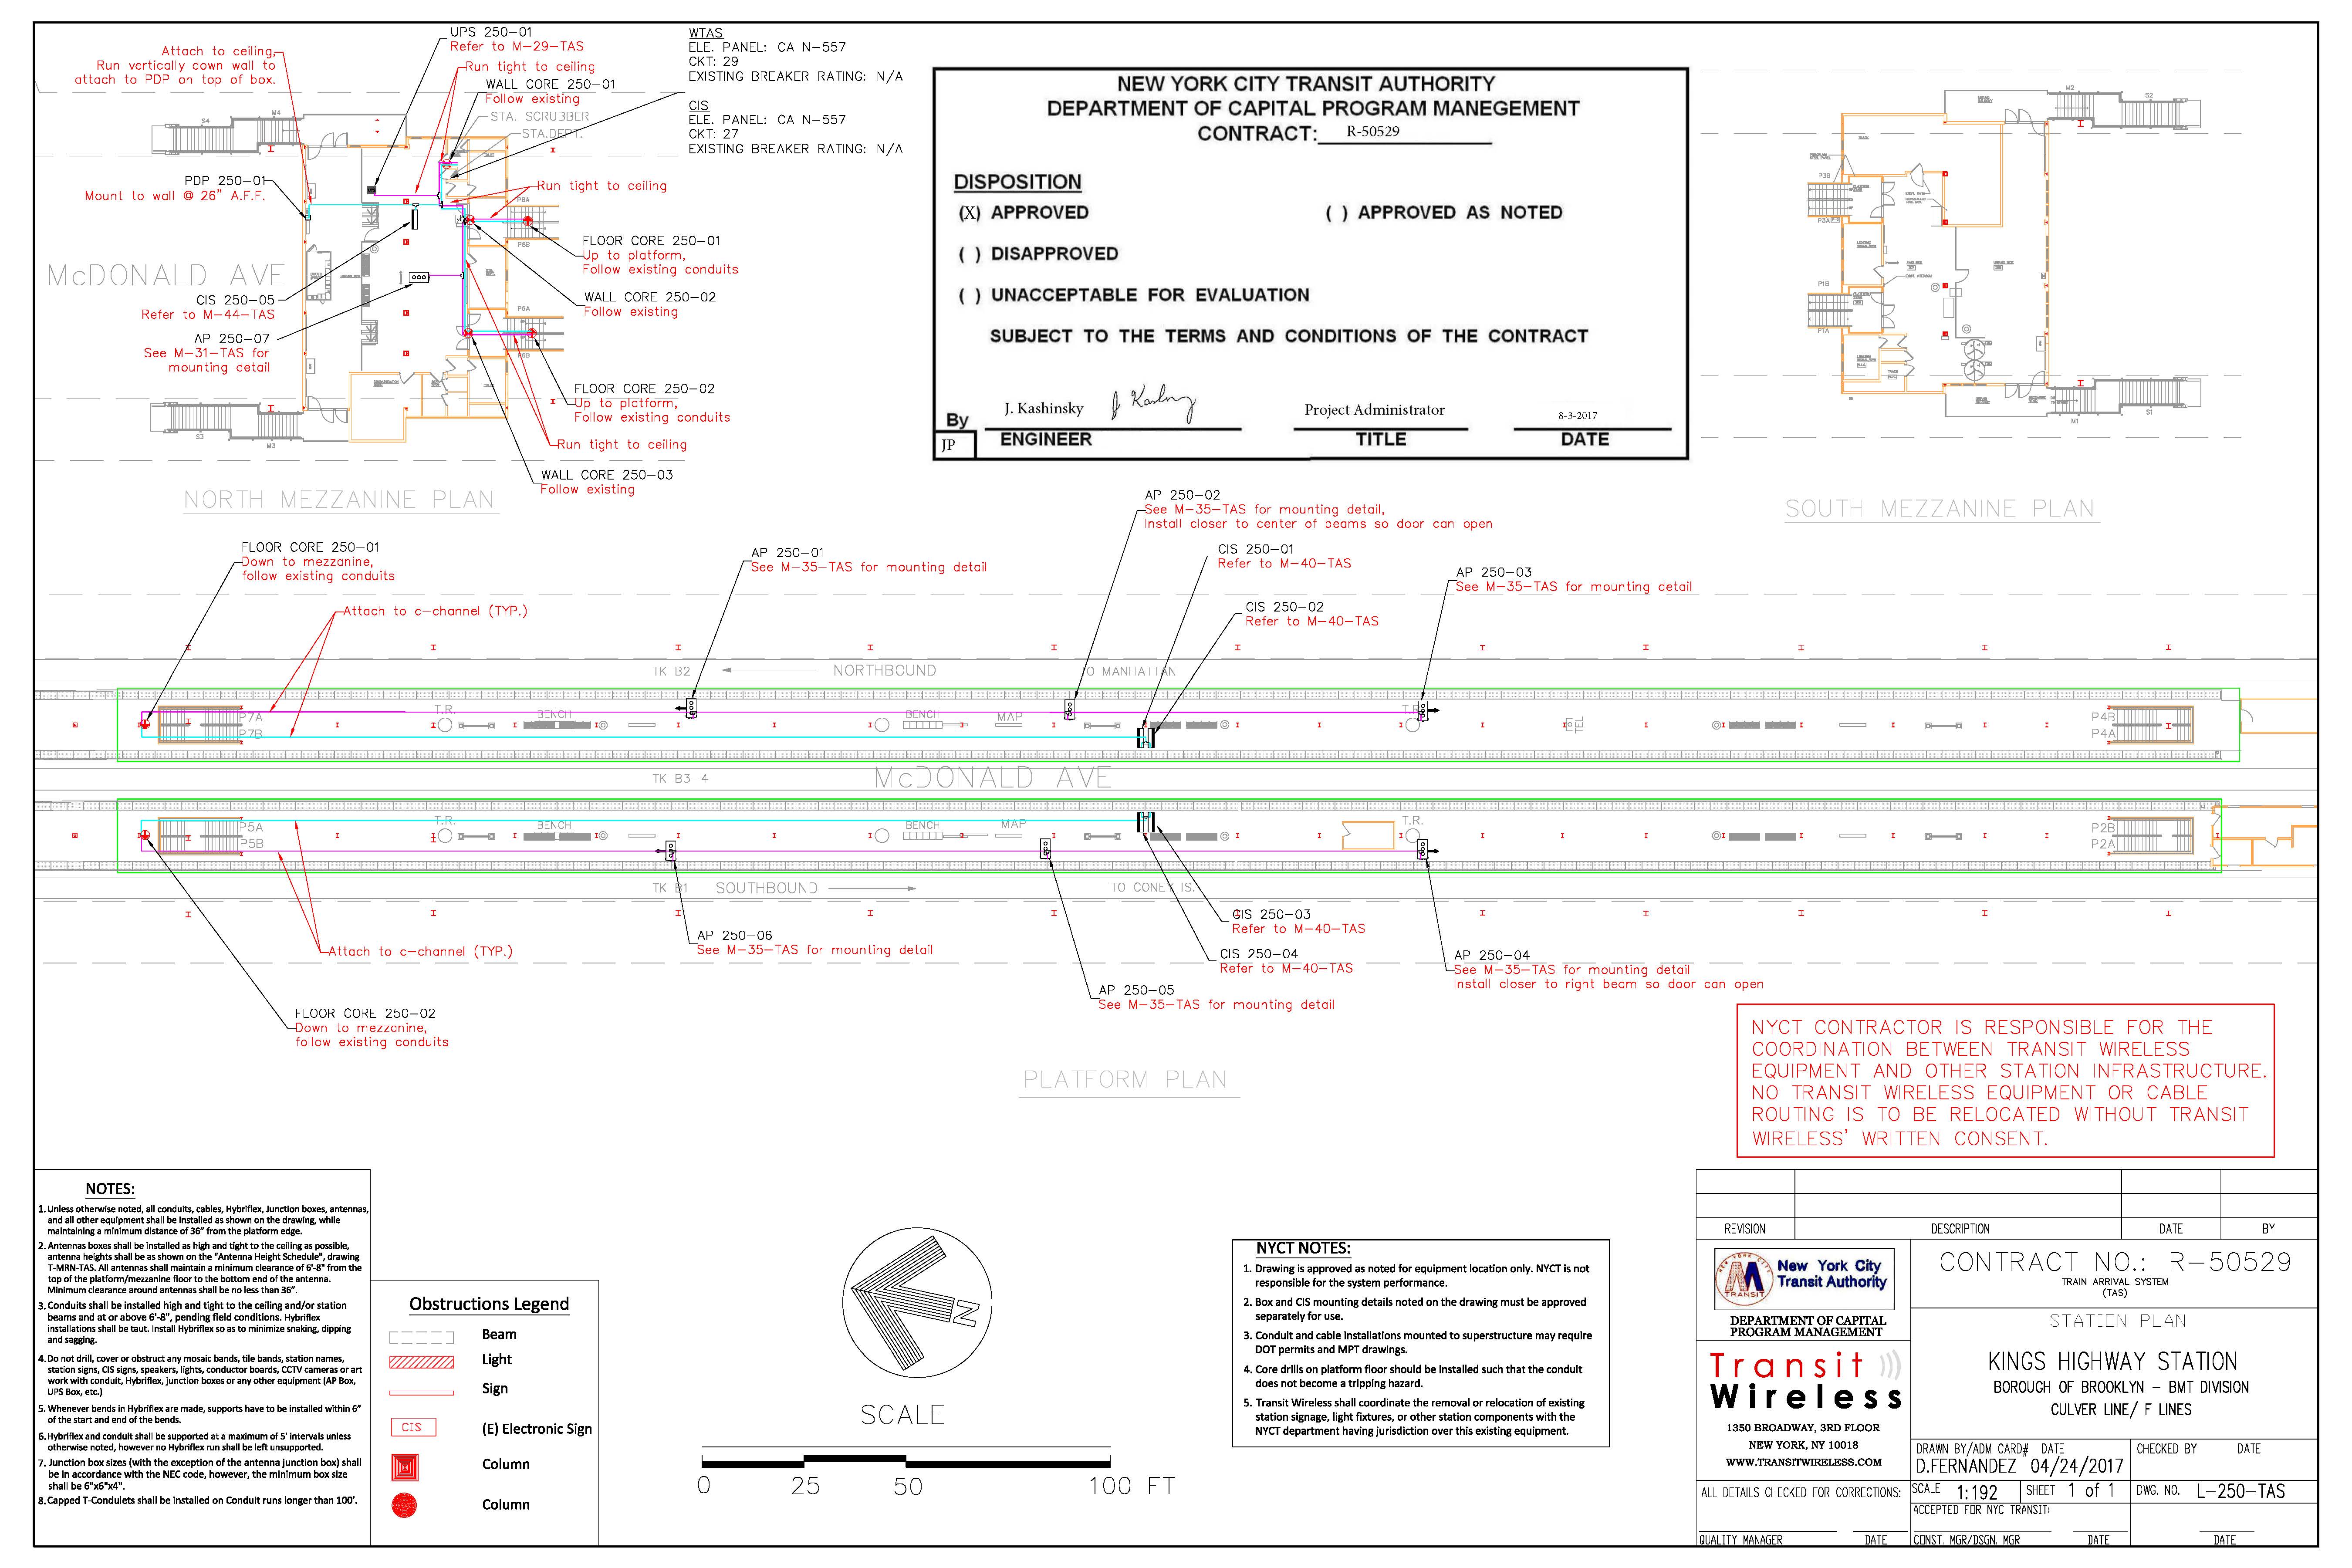 UPS 250-01
Refer to M-29-TAS
Attach to ceiling,
Run vertically down wall to
attach to PDP on top of box.
Run tight to ceiling
WALL CORE 250-01
Follow existing
STA. SCRUBBER
STA.DEPT.
WTAS
ELE. PANEL: CA N-557
CKT: 29
EXISTING BREAKER RATING: N/A
CIS
ELE. PANEL: CA N-557
CKT: 27
EXISTING BREAKER RATING: N/A
S4
M4
PDP 250-01
Mount to wall @ 26" A.F.F.
Run tight to ceiling
P8A
P6B
FLOOR CORE 250-01
Up to platform,
Follow existing conduits
McDONALD AVE
CIS 250-05
Refer to M-44-TAS
WALL CORE 250-02
Follow existing
P6A
AP 250-07
See M-31-TAS for
mounting detail
P6B
FLOOR CORE 250-02
Up to platform,
Follow existing conduits
S3
M3
Run tight to ceiling
WALL CORE 250-03
Follow existing
NORTH MEZZANINE PLAN
NEW YORK CITY TRANSIT AUTHORITY
DEPARTMENT OF CAPITAL PROGRAM MANEGEMENT
CONTRACT: R-50529
DISPOSITION
(X) APPROVED
( ) APPROVED AS NOTED
( ) DISAPPROVED
( ) UNACCEPTABLE FOR EVALUATION
SUBJECT TO THE TERMS AND CONDITIONS OF THE CONTRACT
By J. Kashinsky J Kashinsky Project Administrator 8-3-2017
JP ENGINEER TITLE DATE
M2
S2
P3B
P3A
P1B
P1A
S1
M1
SOUTH MEZZANINE PLAN
FLOOR CORE 250-01
Down to mezzanine,
follow existing conduits
Attach to c-channel (TYP.)
AP 250-01
See M-35-TAS for mounting detail
AP 250-02
See M-35-TAS for mounting detail,
Install closer to center of beams so door can open
CIS 250-01
Refer to M-40-TAS
CIS 250-02
Refer to M-40-TAS
AP 250-03
See M-35-TAS for mounting detail
TK B2 NORTHBOUND TO MANHATTAN
P7A T.R. BENCH BENCH MAP T.R. TEL P4B
P7B P4A
TK B3-4 McDONALD AVE
P5A T.R. BENCH BENCH MAP T.R. P2B
P5B P2A
TK B1 SOUTHBOUND TO CONEY IS.
Attach to c-channel (TYP.)
AP 250-06
See M-35-TAS for mounting detail
CIS 250-03
Refer to M-40-TAS
CIS 250-04
Refer to M-40-TAS
AP 250-04
See M-35-TAS for mounting detail
Install closer to right beam so door can open
AP 250-05
See M-35-TAS for mounting detail
FLOOR CORE 250-02
Down to mezzanine,
follow existing conduits
PLATFORM PLAN
NYCT CONTRACTOR IS RESPONSIBLE FOR THE
COORDINATION BETWEEN TRANSIT WIRELESS
EQUIPMENT AND OTHER STATION INFRASTRUCTURE.
NO TRANSIT WIRELESS EQUIPMENT OR CABLE
ROUTING IS TO BE RELOCATED WITHOUT TRANSIT
WIRELESS' WRITTEN CONSENT.
NOTES:
1. Unless otherwise noted, all conduits, cables, Hybriflex, Junction boxes, antennas,
and all other equipment shall be installed as shown on the drawing, while
maintaining a minimum distance of 36" from the platform edge.
2. Antennas boxes shall be installed as high and tight to the ceiling as possible,
antenna heights shall be as shown on the "Antenna Height Schedule", drawing
T-MRN-TAS. All antennas shall maintain a minimum clearance of 6'-8" from the
top of the platform/mezzanine floor to the bottom end of the antenna.
Minimum clearance around antennas shall be no less than 36".
3. Conduits shall be installed high and tight to the ceiling and/or station
beams and at or above 6'-8", pending field conditions. Hybriflex
installations shall be taut. Install Hybriflex so as to minimize snaking, dipping
and sagging.
4. Do not drill, cover or obstruct any mosaic bands, tile bands, station names,
station signs, CIS signs, speakers, lights, conductor boards, CCTV cameras or art
work with conduit, Hybriflex, junction boxes or any other equipment (AP Box,
UPS Box, etc.)
5. Whenever bends in Hybriflex are made, supports have to be installed within 6"
of the start and end of the bends.
6. Hybriflex and conduit shall be supported at a maximum of 5' intervals unless
otherwise noted, however no Hybriflex run shall be left unsupported.
7. Junction box sizes (with the exception of the antenna junction box) shall
be in accordance with the NEC code, however, the minimum box size
shall be 6"x6"x4".
8. Capped T-Condulets shall be installed on Conduit runs longer than 100'.
Obstructions Legend
Beam
Light
Sign
CIS (E) Electronic Sign
Column
Column
N
SCALE
0 25 50 100 FT
NYCT NOTES:
1. Drawing is approved as noted for equipment location only. NYCT is not
responsible for the system performance.
2. Box and CIS mounting details noted on the drawing must be approved
separately for use.
3. Conduit and cable installations mounted to superstructure may require
DOT permits and MPT drawings.
4. Core drills on platform floor should be installed such that the conduit
does not become a tripping hazard.
5. Transit Wireless shall coordinate the removal or relocation of existing
station signage, light fixtures, or other station components with the
NYCT department having jurisdiction over this existing equipment.
REVISION DESCRIPTION DATE BY
NEW YORK CITY
TRANSIT
New York City
Transit Authority
DEPARTMENT OF CAPITAL
PROGRAM MANAGEMENT
Transit
Wireless
1350 BROADWAY, 3RD FLOOR
NEW YORK, NY 10018
WWW.TRANSITWIRELESS.COM
ALL DETAILS CHECKED FOR CORRECTIONS:
QUALITY MANAGER DATE
CONTRACT NO.: R-50529
TRAIN ARRIVAL SYSTEM
(TAS)
STATION PLAN
KINGS HIGHWAY STATION
BOROUGH OF BROOKLYN - BMT DIVISION
CULVER LINE/ F LINES
DRAWN BY/ADM CARD# DATE CHECKED BY DATE
D.FERNANDEZ 04/24/2017
SCALE 1:192 SHEET 1 of 1 DWG. NO. L-250-TAS
ACCEPTED FOR NYC TRANSIT:
CONST. MGR/DSGN. MGR DATE DATE